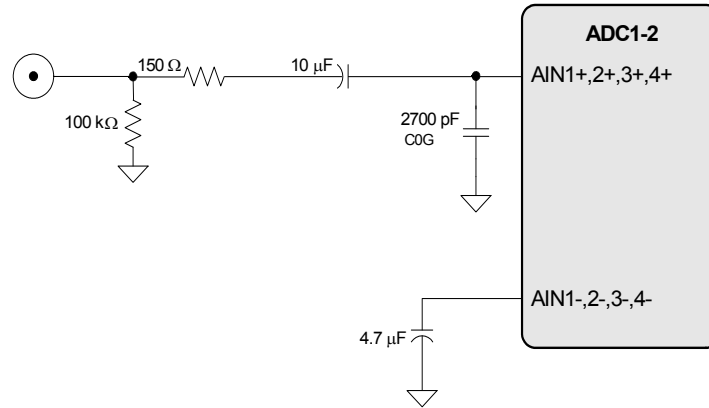 ADC1-2
150 Ω
10 µF
AIN1+,2+,3+,4+
100 kΩ
2700 pF
C0G
AIN1-,2-,3-,4-
4.7 µF